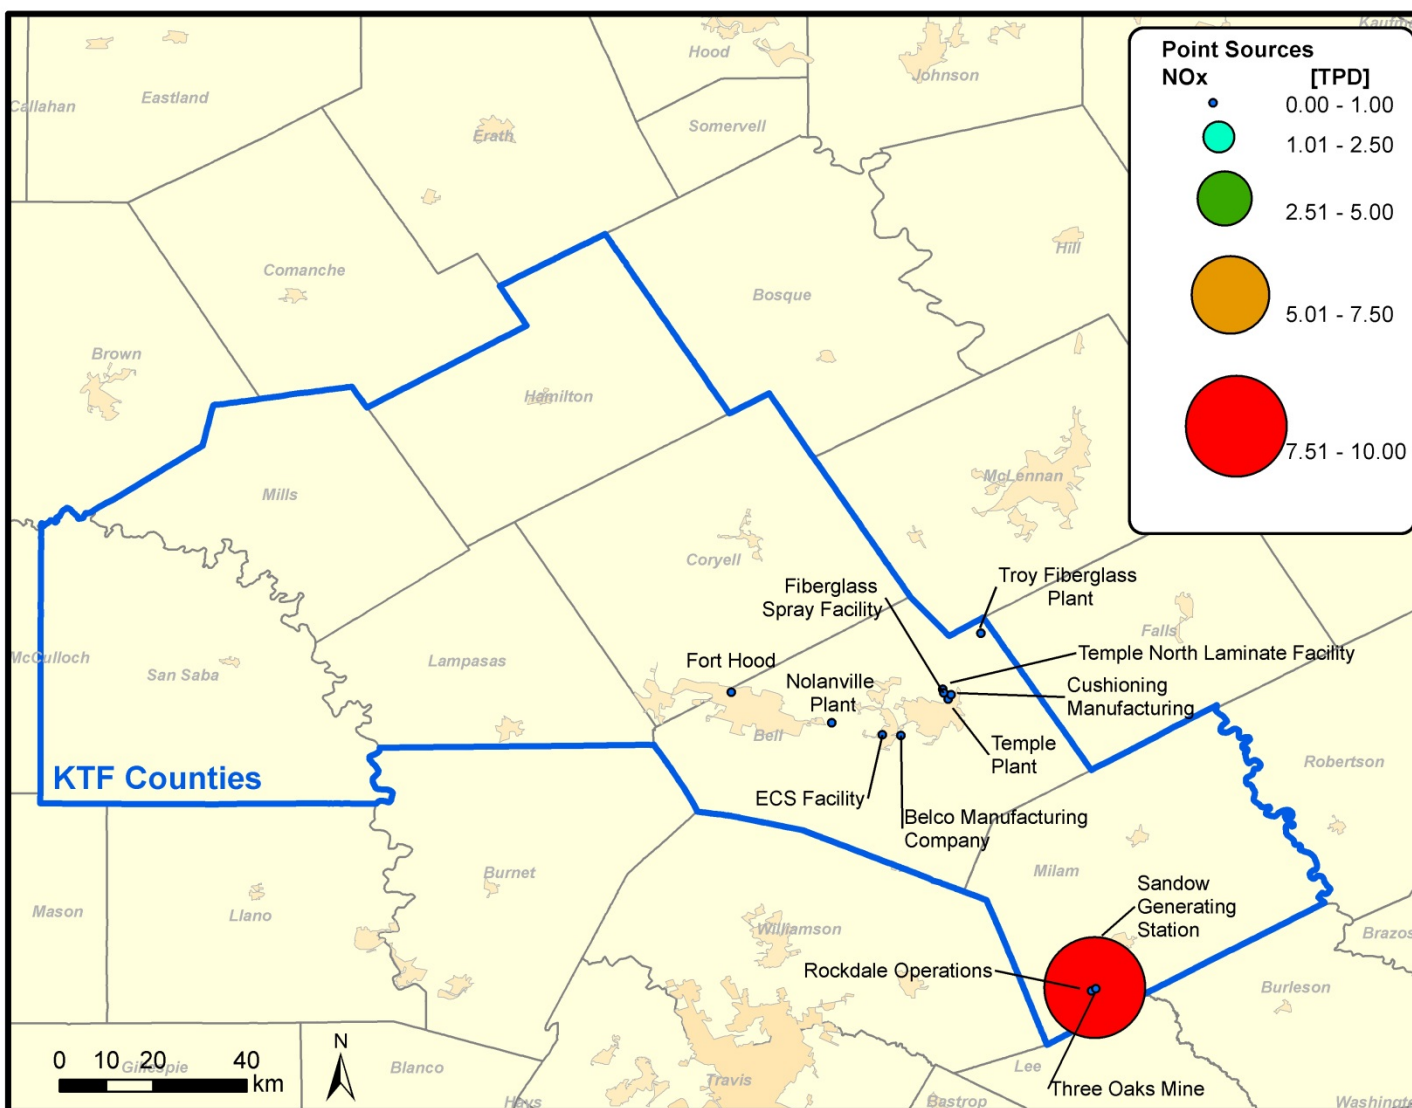 Hood
Kaufm
Johnson
Callahan
Eastland
Somervell
Erath
Point Sources
NOx [TPD]
0.00 - 1.00
1.01 - 2.50
2.51 - 5.00
5.01 - 7.50
7.51 - 10.00
Hill
Comanche
Bosque
Brown
Hamilton
McLennan
Mills
Coryell
Fiberglass
Spray Facility
Troy Fiberglass
Plant
Falls
McCulloch
San Saba
Lampasas
Fort Hood
Temple North Laminate Facility
Nolanville
Plant
Cushioning
Manufacturing
Bell
Temple
Plant
Robertson
KTF Counties
ECS Facility
Belco Manufacturing
Company
Burnet
Milam
Mason
Llano
Williamson
Sandow
Generating
Station
Brazos
Rockdale Operations
Burleson
0 10 20 40
km
N
Gillespie
Blanco
Lee
Travis
Three Oaks Mine
Hays
Bastrop
Washingt